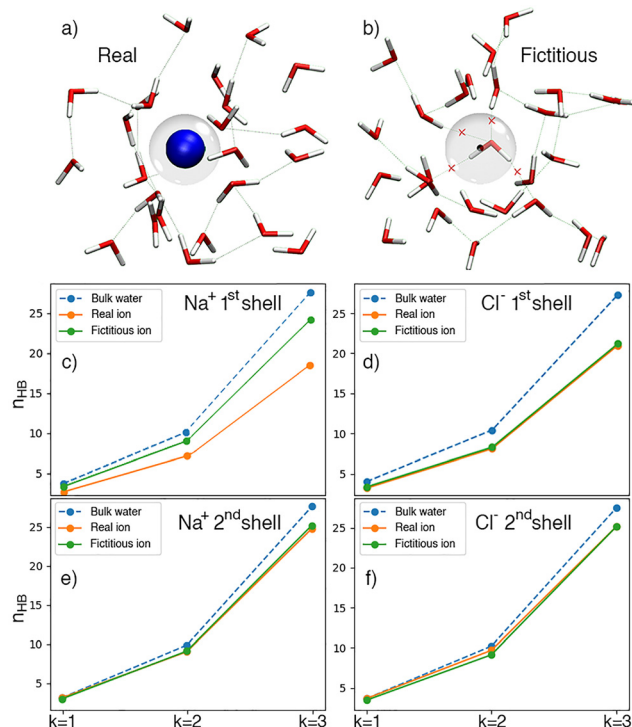 a)
Real
b)
Fictitious
25
20
15
10
5
n_HB
Bulk water
Real ion
Fictitious ion
Na⁺ 1ˢᵗ shell
c)
Bulk water
Real ion
Fictitious ion
Cl⁻ 1ˢᵗ shell
d)
25
20
15
10
5
25
20
15
10
5
n_HB
Bulk water
Real ion
Fictitious ion
Na⁺ 2ⁿᵈ shell
e)
k=1
k=2
k=3
Bulk water
Real ion
Fictitious ion
Cl⁻ 2ⁿᵈ shell
f)
25
20
15
10
5
k=1
k=2
k=3